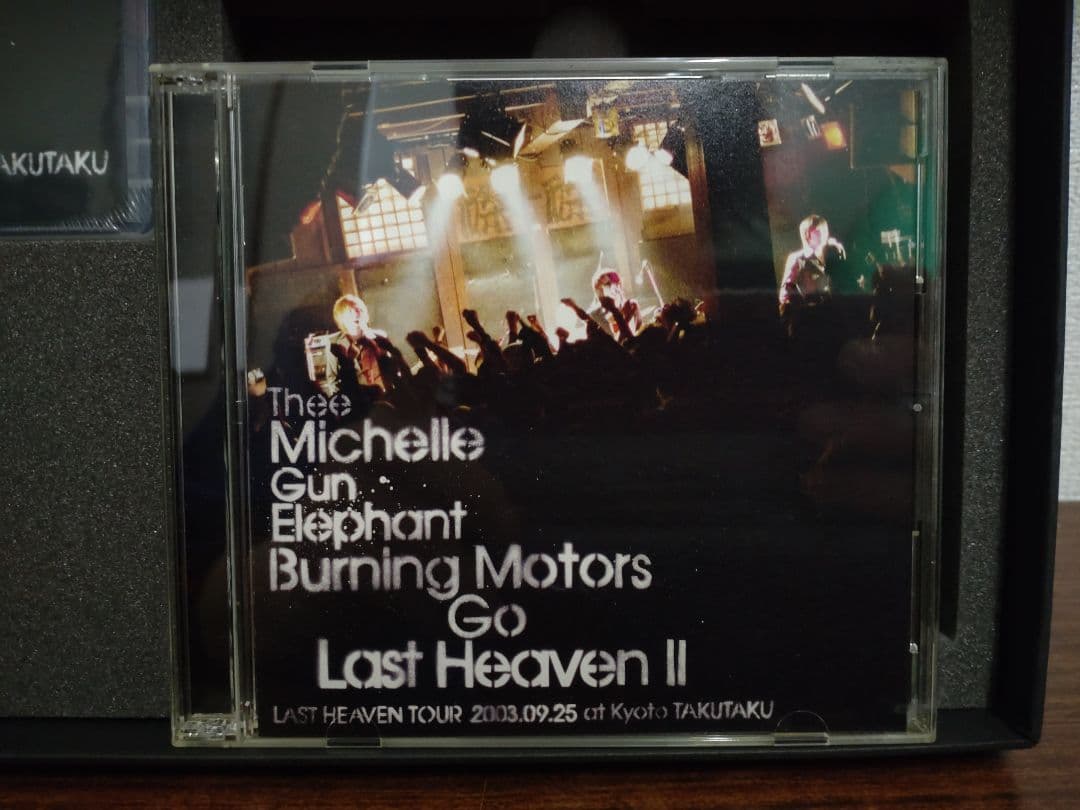 AKUTAKU
Thee
Michelle
Gun
Elephant
Burning Motors
Go
Last Heaven II
LAST HEAVEN TOUR 2003.09.25 at Kyoto TAKUTAKU